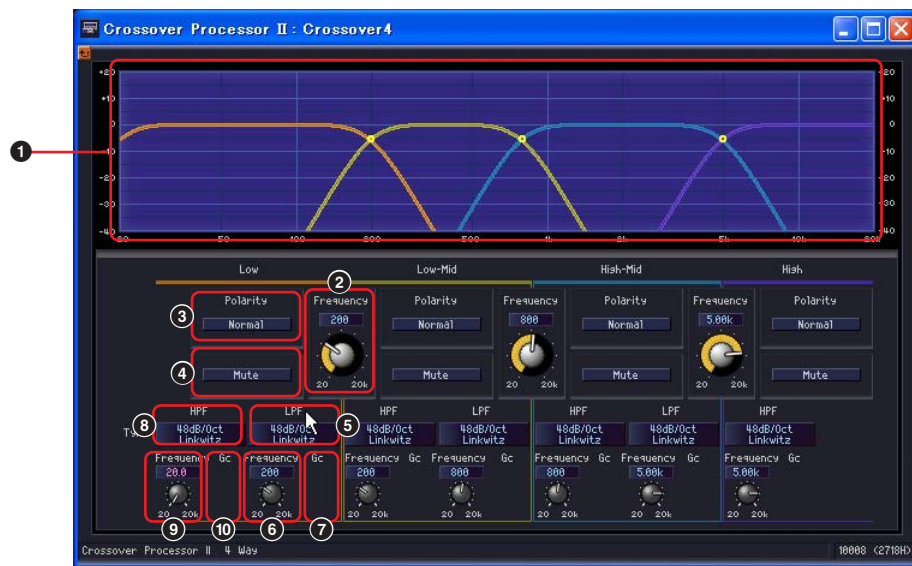 Crossover Processor II : Crossover4
+20 +20
+10 +10
0 0
-10 -10
-20 -20
-30 -30
-40 -40
20 50 100 200 500 1k 2k 5k 10k 20k
1
Low Low-Mid High-Mid High
2
3 Polarity Frequency Polarity Frequency Polarity Frequency Polarity
Normal 200 Normal 800 Normal 5.00k Normal
4 Mute Mute Mute Mute
20 20k 20 20k 20 20k
HPF LPF HPF LPF HPF LPF HPF
8 48dB/Oct 48dB/Oct 5 48dB/Oct 48dB/Oct 48dB/Oct 48dB/Oct 48dB/Oct
Linkwitz Linkwitz Linkwitz Linkwitz Linkwitz Linkwitz Linkwitz
Frequency Gc Frequency Gc Frequency Gc Frequency Gc Frequency Gc Frequency Gc Frequency Gc
20.0 200 200 800 800 5.00k 5.00k
20 20k 20 20k 20 20k 20 20k 20 20k 20 20k 20 20k
9 10 6 7
Crossover Processor II 4 Way 10008 (2718H)